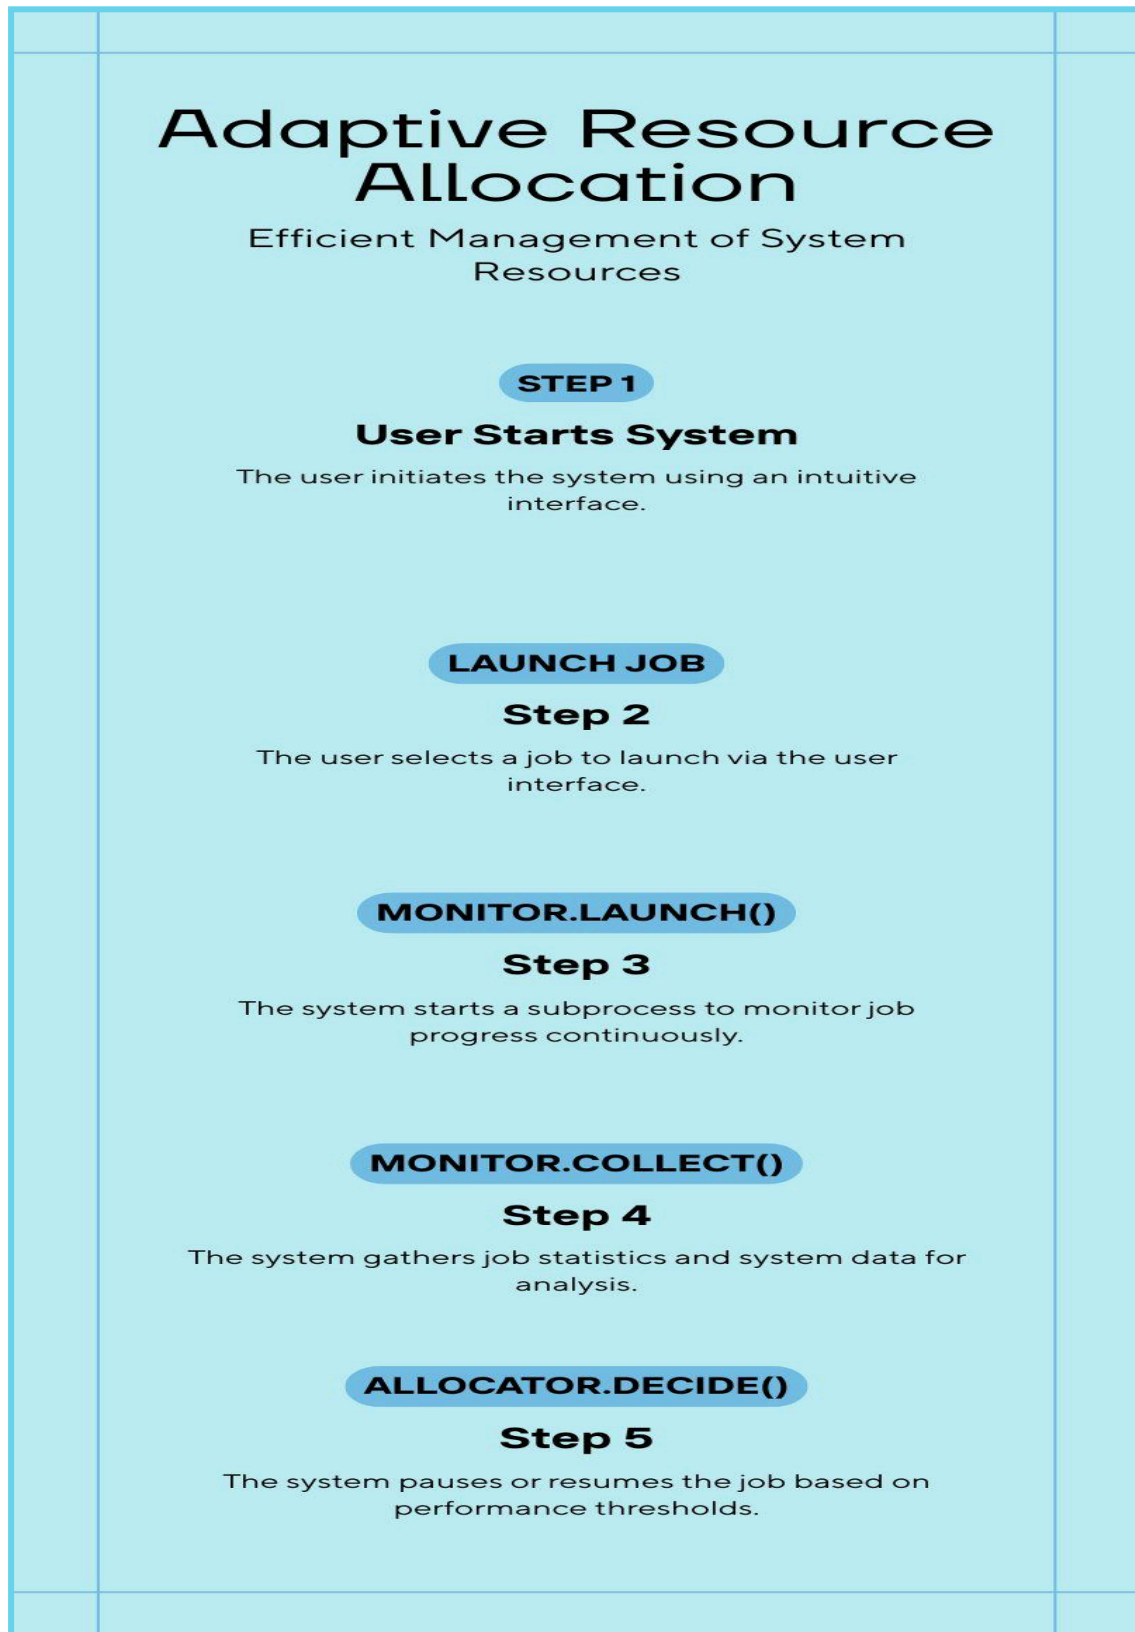 Adaptive Resource
Allocation
Efficient Management of System
Resources
STEP 1
User Starts System
The user initiates the system using an intuitive
interface.
LAUNCH JOB
Step 2
The user selects a job to launch via the user
interface.
MONITOR.LAUNCH()
Step 3
The system starts a subprocess to monitor job
progress continuously.
MONITOR.COLLECT()
Step 4
The system gathers job statistics and system data for
analysis.
ALLOCATOR.DECIDE()
Step 5
The system pauses or resumes the job based on
performance thresholds.